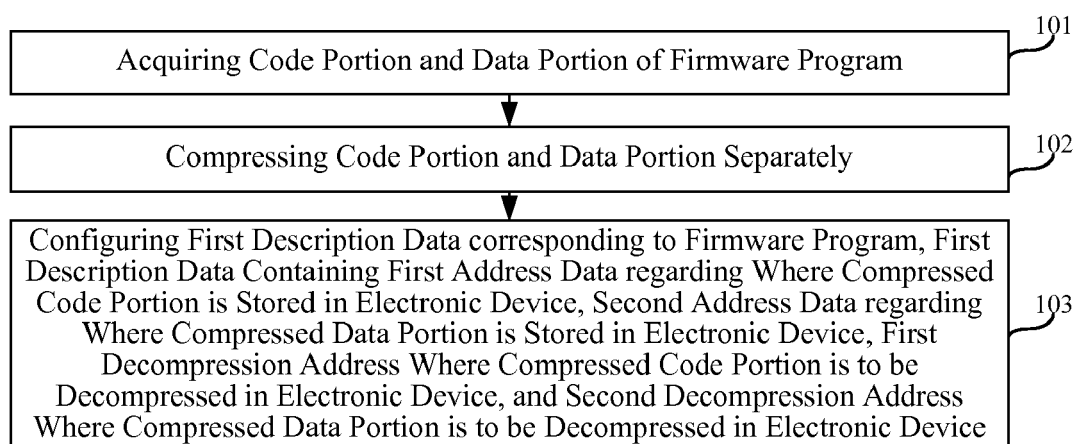 101
Acquiring Code Portion and Data Portion of Firmware Program
102
Compressing Code Portion and Data Portion Separately
103
Configuring First Description Data corresponding to Firmware Program, First
Description Data Containing First Address Data regarding Where Compressed
Code Portion is Stored in Electronic Device, Second Address Data regarding
Where Compressed Data Portion is Stored in Electronic Device, First
Decompression Address Where Compressed Code Portion is to be
Decompressed in Electronic Device, and Second Decompression Address
Where Compressed Data Portion is to be Decompressed in Electronic Device